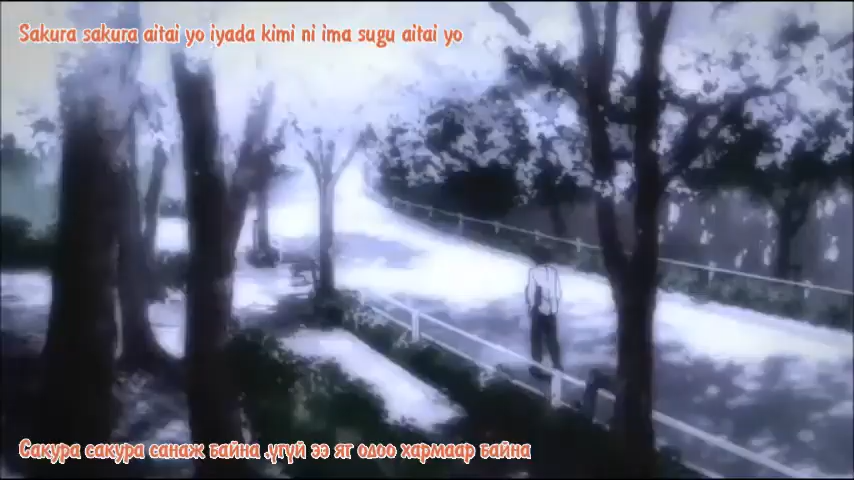 Sakura sakura aitai yo iyada kimi ni ima sugu aitai yo
Сакура сакура санаж байна .үгүй ээ яг одоо хармаар байна